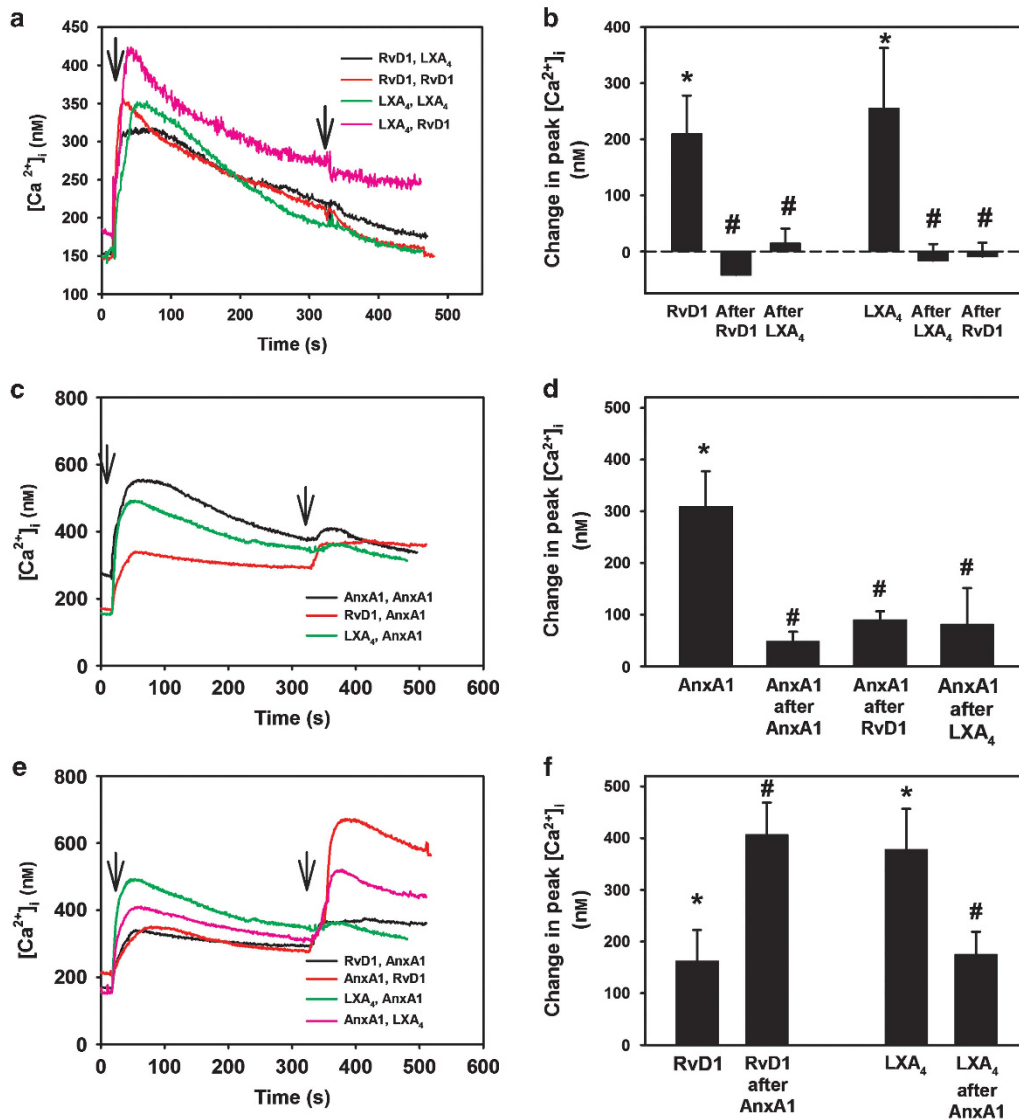 a
450
400
350
300
250
200
150
100
0 100 200 300 400 500
[Ca 2+]i (nM)
Time (s)
RvD1, LXA4
RvD1, RvD1
LXA4, LXA4
LXA4, RvD1
b
400
300
200
100
0
Change in peak [Ca2+]i
(nM)
*
#
#
*
#
#
RvD1 After RvD1 After LXA4 LXA4 After LXA4 After RvD1
c
800
600
400
200
0
0 100 200 300 400 500 600
[Ca2+]i (nM)
Time (s)
AnxA1, AnxA1
RvD1, AnxA1
LXA4, AnxA1
d
500
400
300
200
100
0
Change in peak [Ca2+]i
(nM)
*
#
#
#
AnxA1 AnxA1 after AnxA1 AnxA1 after RvD1 AnxA1 after LXA4
e
800
600
400
200
0
0 100 200 300 400 500 600
[Ca2+]i (nM)
Time (s)
RvD1, AnxA1
AnxA1, RvD1
LXA4, AnxA1
AnxA1, LXA4
f
500
400
300
200
100
0
Change in peak [Ca2+]i
(nM)
*
#
*
#
RvD1 RvD1 after AnxA1 LXA4 LXA4 after AnxA1